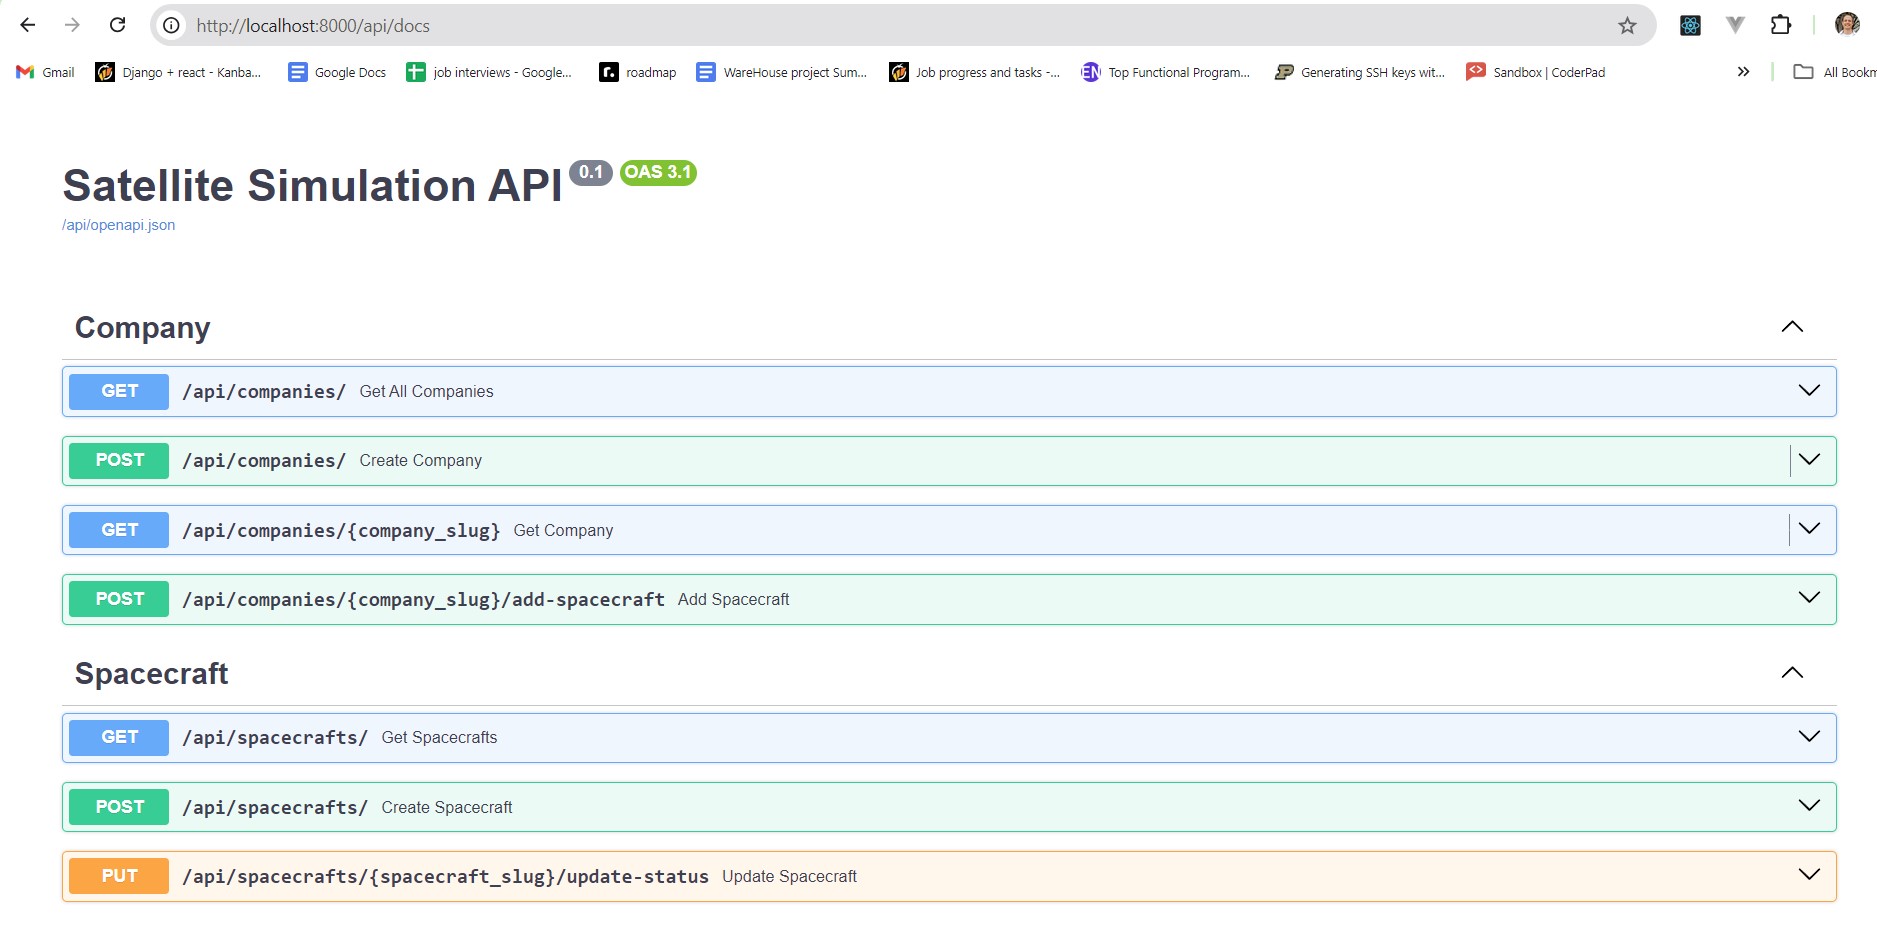 http://localhost:8000/api/docs
Gmail Django + react - Kanba... Google Docs job interviews - Google... roadmap WareHouse project Sum... Job progress and tasks -... EN Top Functional Program... Generating SSH keys wit... Sandbox | CoderPad All Bookm
Satellite Simulation API 0.1 OAS 3.1
/api/openapi.json
Company
GET /api/companies/ Get All Companies
POST /api/companies/ Create Company
GET /api/companies/{company_slug} Get Company
POST /api/companies/{company_slug}/add-spacecraft Add Spacecraft
Spacecraft
GET /api/spacecrafts/ Get Spacecrafts
POST /api/spacecrafts/ Create Spacecraft
PUT /api/spacecrafts/{spacecraft_slug}/update-status Update Spacecraft